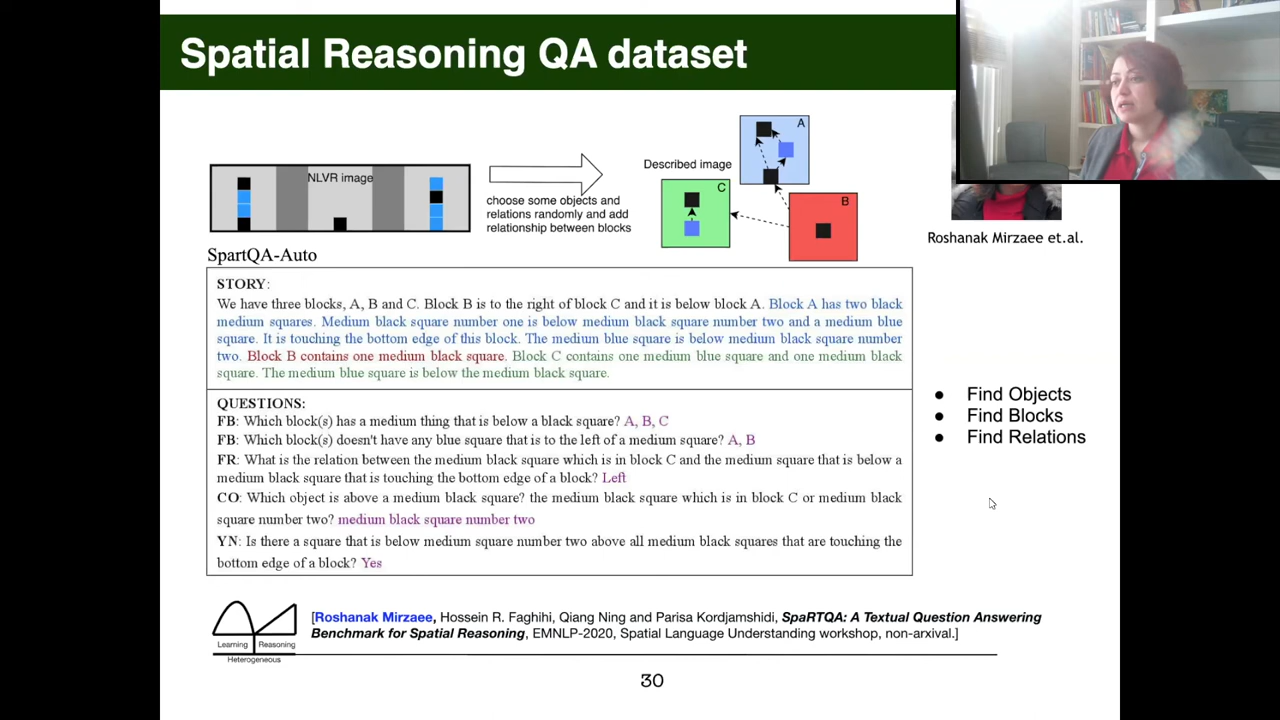 Spatial Reasoning QA dataset
NLVR image
choose some objects and
relations randomly and add
relationship between blocks
Described image
A
C
B
Roshanak Mirzaee et.al.
SpartQA-Auto
STORY:
We have three blocks, A, B and C. Block B is to the right of block C and it is below block A. Block A has two black
medium squares. Medium black square number one is below medium black square number two and a medium blue
square. It is touching the bottom edge of this block. The medium blue square is below medium black square number
two. Block B contains one medium black square. Block C contains one medium blue square and one medium black
square. The medium blue square is below the medium black square.
QUESTIONS:
FB: Which block(s) has a medium thing that is below a black square? A, B, C
FB: Which block(s) doesn't have any blue square that is to the left of a medium square? A, B
FR: What is the relation between the medium black square which is in block C and the medium square that is below a
medium black square that is touching the bottom edge of a block? Left
CO: Which object is above a medium black square? the medium black square which is in block C or medium black
square number two? medium black square number two
YN: Is there a square that is below medium square number two above all medium black squares that are touching the
bottom edge of a block? Yes
• Find Objects
• Find Blocks
• Find Relations
Learning Reasoning
Heterogeneous
[Roshanak Mirzaee, Hossein R. Faghihi, Qiang Ning and Parisa Kordjamshidi, SpaRTQA: A Textual Question Answering
Benchmark for Spatial Reasoning, EMNLP-2020, Spatial Language Understanding workshop, non-arxival.]
30